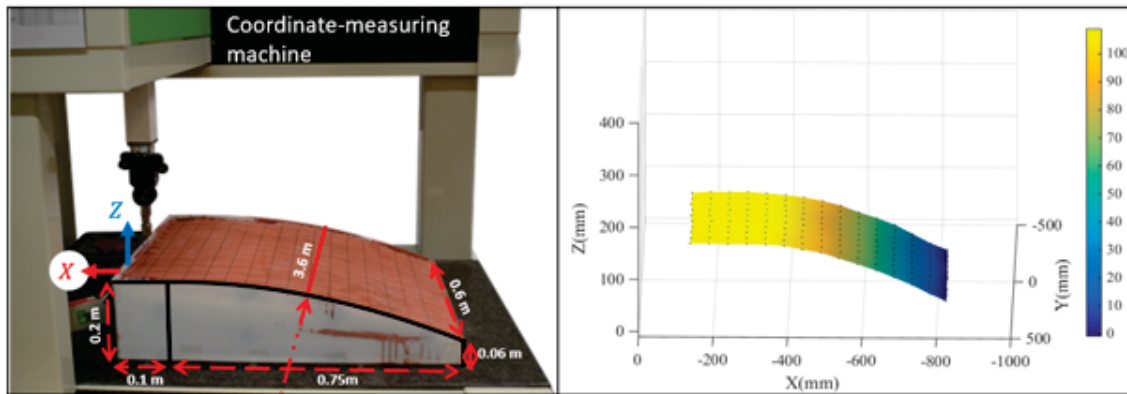 Coordinate-measuring
machine
Z
X
3.6 m
0.6 m
0.2 m
0.06 m
0.1 m
0.75m
400
300
200
100
0
Z(mm)
0
-200
-400
-600
-800
-1000
X(mm)
-500
0
500
Y(mm)
100
90
80
70
60
50
40
30
20
10
0